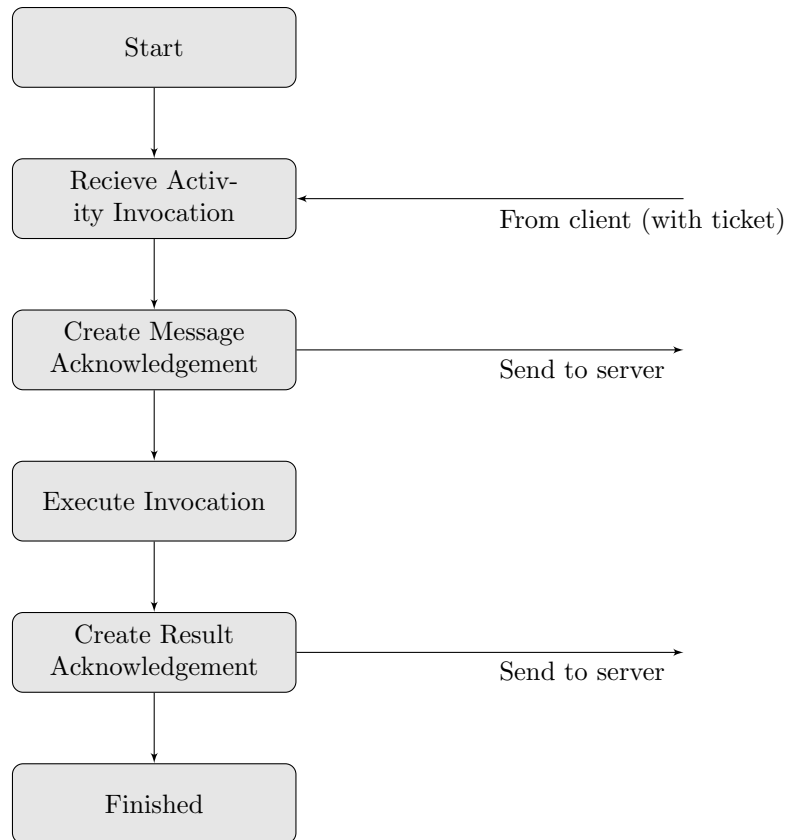 Start
Recieve Activ-
ity Invocation
From client (with ticket)
Create Message
Acknowledgement
Send to server
Execute Invocation
Create Result
Acknowledgement
Send to server
Finished